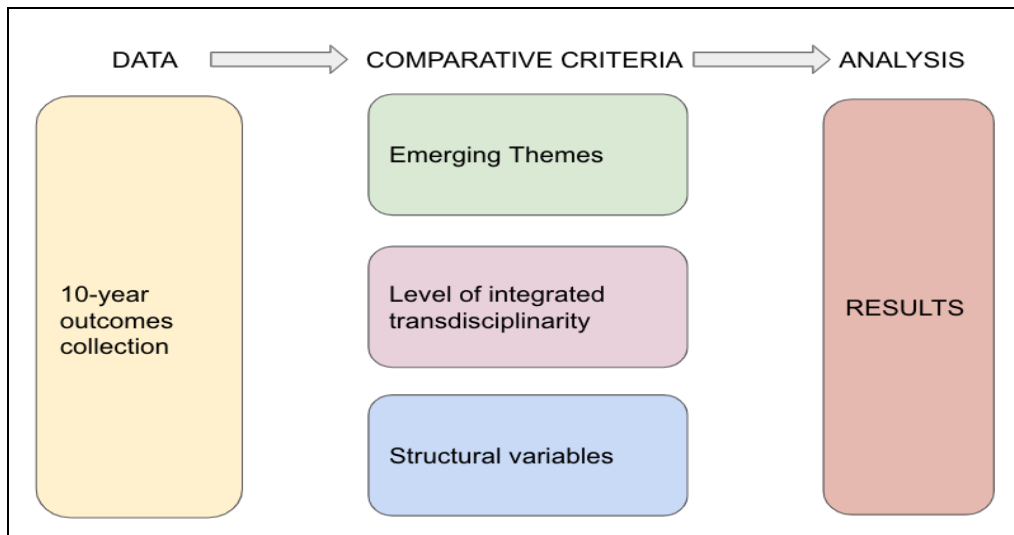 DATA
COMPARATIVE CRITERIA
ANALYSIS
10-year
outcomes
collection
Emerging Themes
Level of integrated
transdisciplinarity
Structural variables
RESULTS